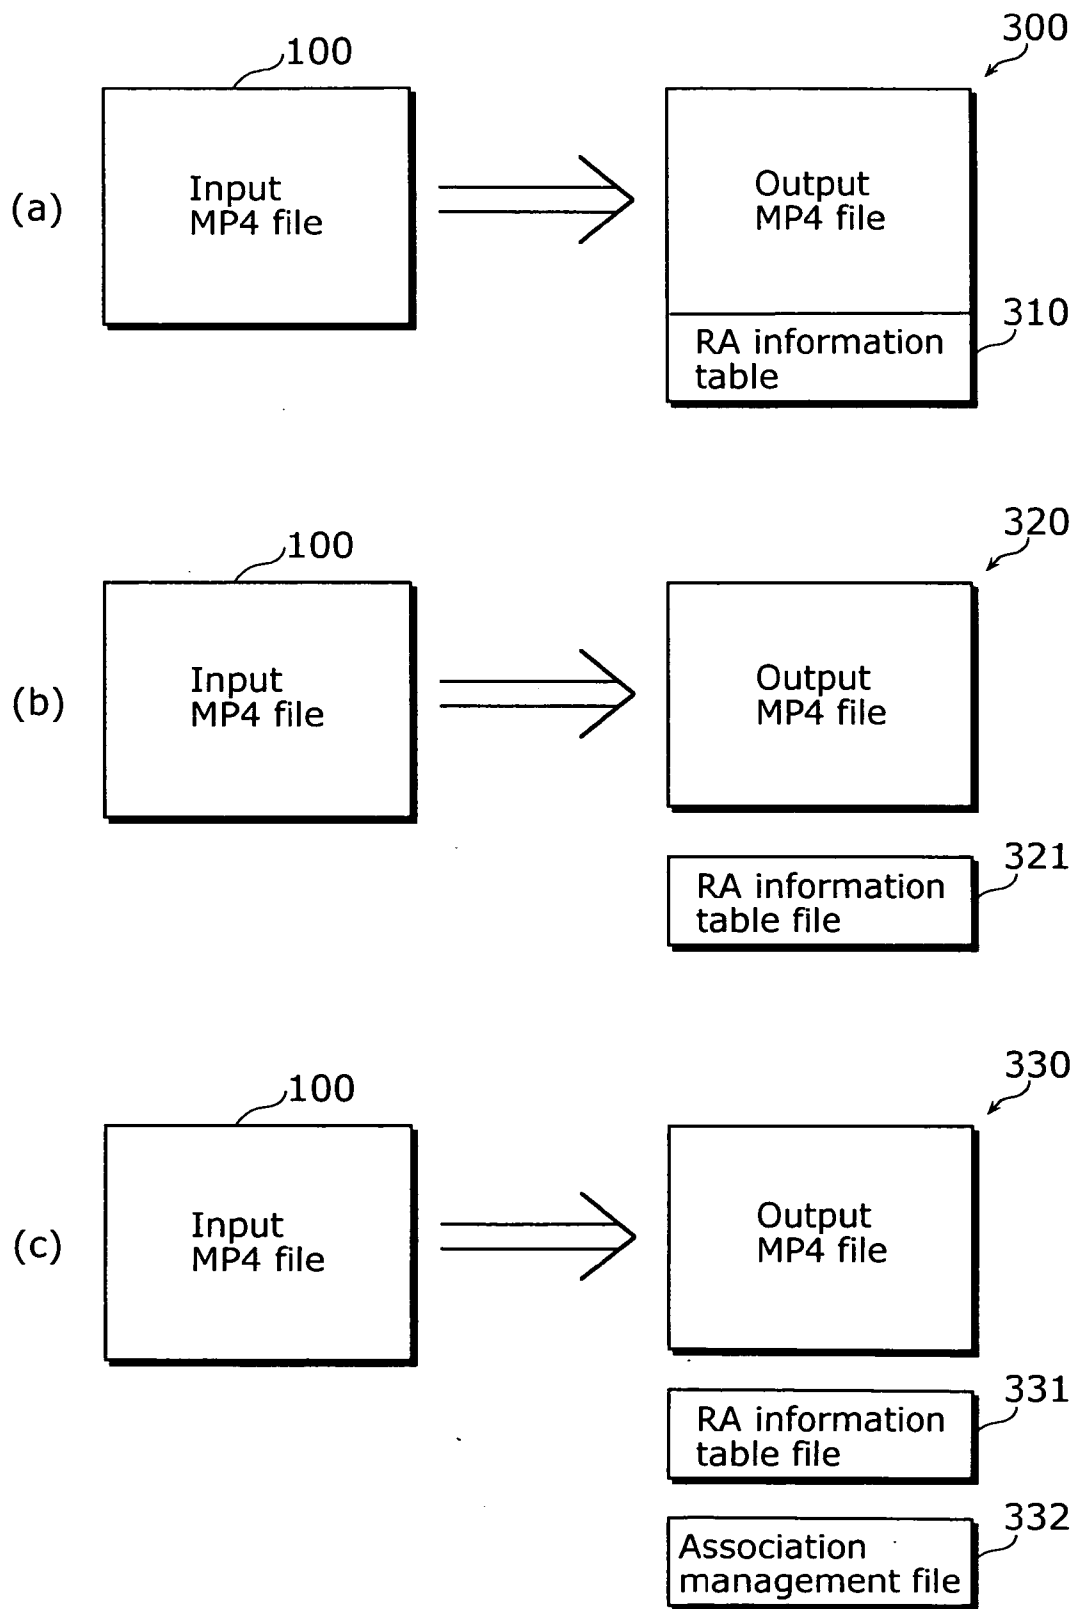 300
100
(a)
Input
MP4 file
Output
MP4 file
310
RA information
table
320
100
(b)
Input
MP4 file
Output
MP4 file
321
RA information
table file
330
100
(c)
Input
MP4 file
Output
MP4 file
331
RA information
table file
332
Association
management file